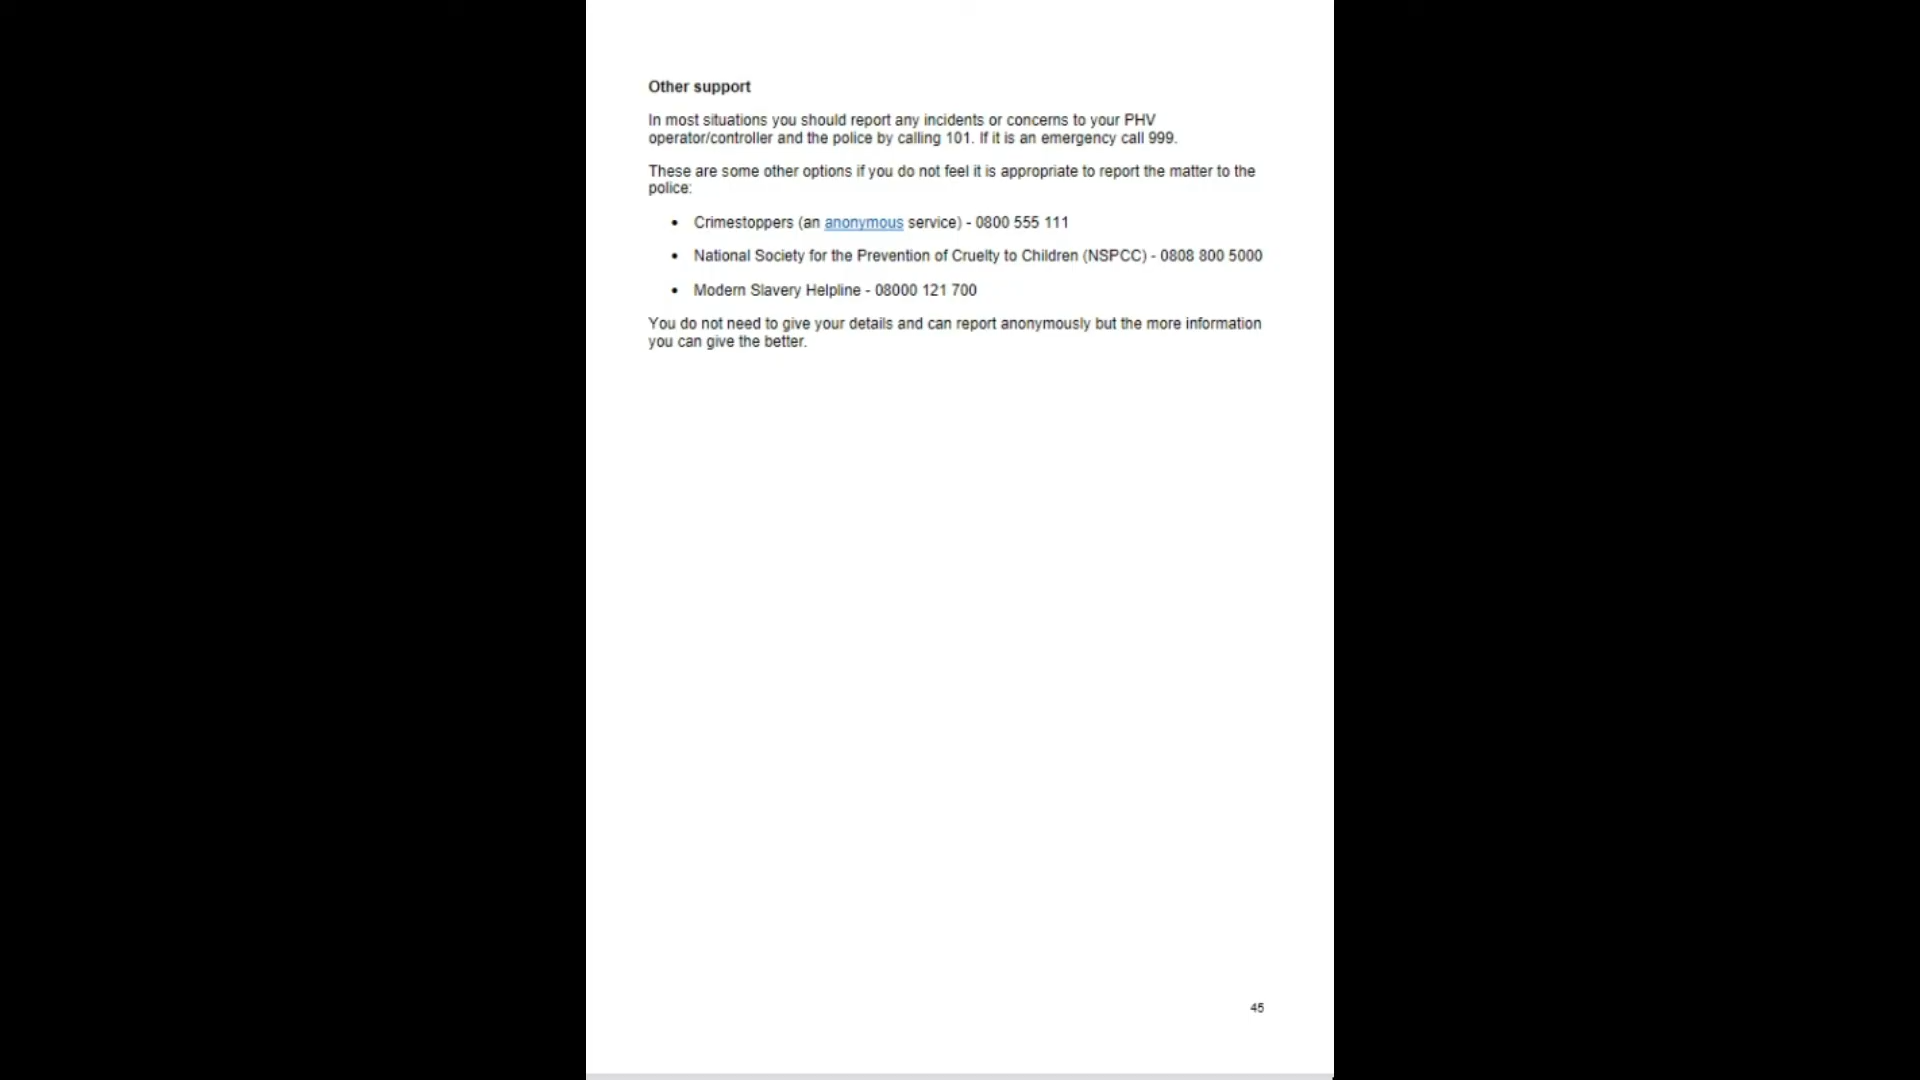 Other support
In most situations you should report any incidents or concerns to your PHV
operator/controller and the police by calling 101. If it is an emergency call 999.
These are some other options if you do not feel it is appropriate to report the matter to the
police:
• Crimestoppers (an anonymous service) - 0800 555 111
• National Society for the Prevention of Cruelty to Children (NSPCC) - 0808 800 5000
• Modern Slavery Helpline - 08000 121 700
You do not need to give your details and can report anonymously but the more information
you can give the better.
45